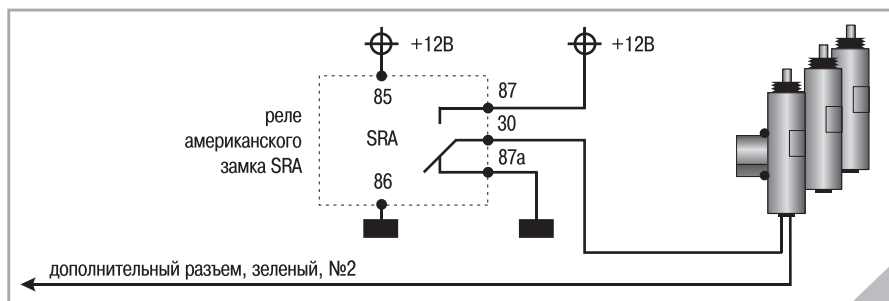 +12В
+12В
85
87
реле
американского
замка SRA
SRA
30
87а
86
дополнительный разъем, зеленый, №2